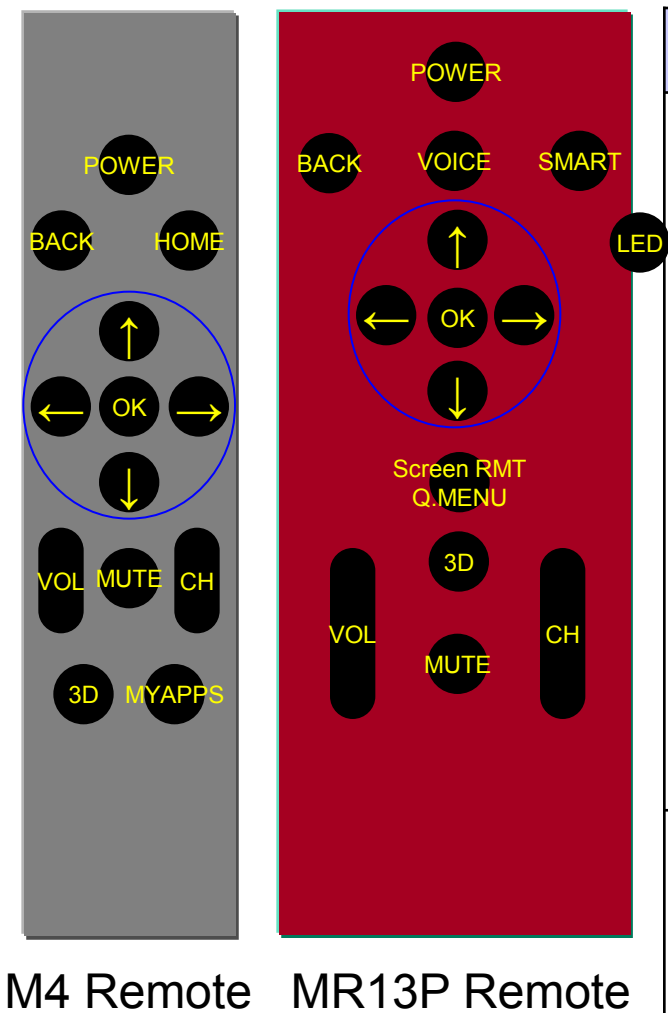 POWER
BACK HOME
↑
← OK →
↓
VOL MUTE CH
3D MYAPPS
M4 Remote
POWER
BACK VOICE SMART
LED
↑
← OK →
↓
Screen RMT
Q.MENU
3D
VOL CH
MUTE
MR13P Remote